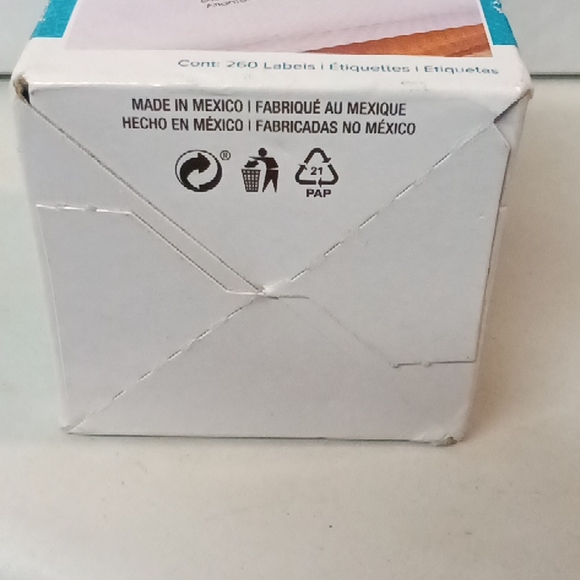 Cont: 260 Labels | Étiquettes | Etiquetas
MADE IN MEXICO | FABRIQUÉ AU MEXIQUE
HECHO EN MÉXICO | FABRICADAS NO MÉXICO
®
21
PAP